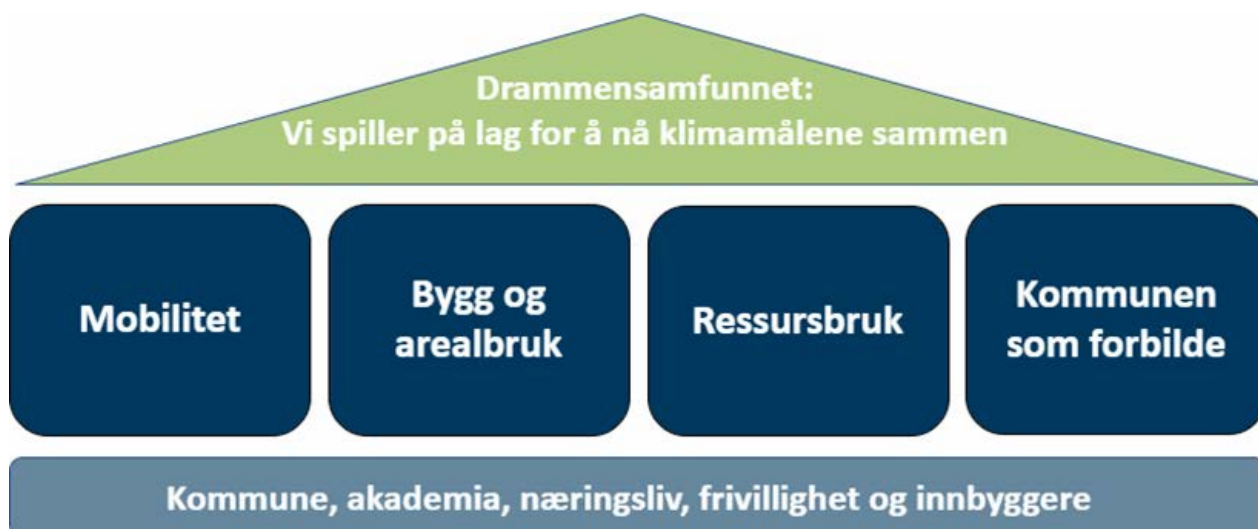 Drammensamfunnet:
Vi spiller på lag for å nå klimamålene sammen
Mobilitet
Bygg og
arealbruk
Ressursbruk
Kommunen
som forbilde
Kommune, akademia, næringsliv, frivillighet og innbyggere